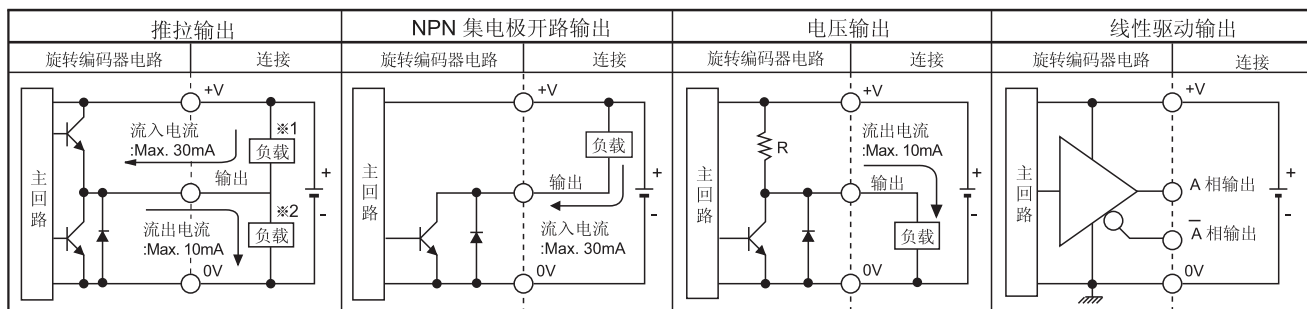 推拉输出
旋转编码器电路 连接
主回路
+V
流入电流
:Max. 30mA
※1
负载
输出
※2
负载
流出电流
:Max. 10mA
0V
+
-
NPN 集电极开路输出
旋转编码器电路 连接
主回路
+V
负载
输出
流入电流
:Max. 30mA
0V
+
-
电压输出
旋转编码器电路 连接
主回路
+V
R
流出电流
:Max. 10mA
输出
负载
0V
+
-
线性驱动输出
旋转编码器电路 连接
主回路
+V
A 相输出
A̅ 相输出
0V
+
-